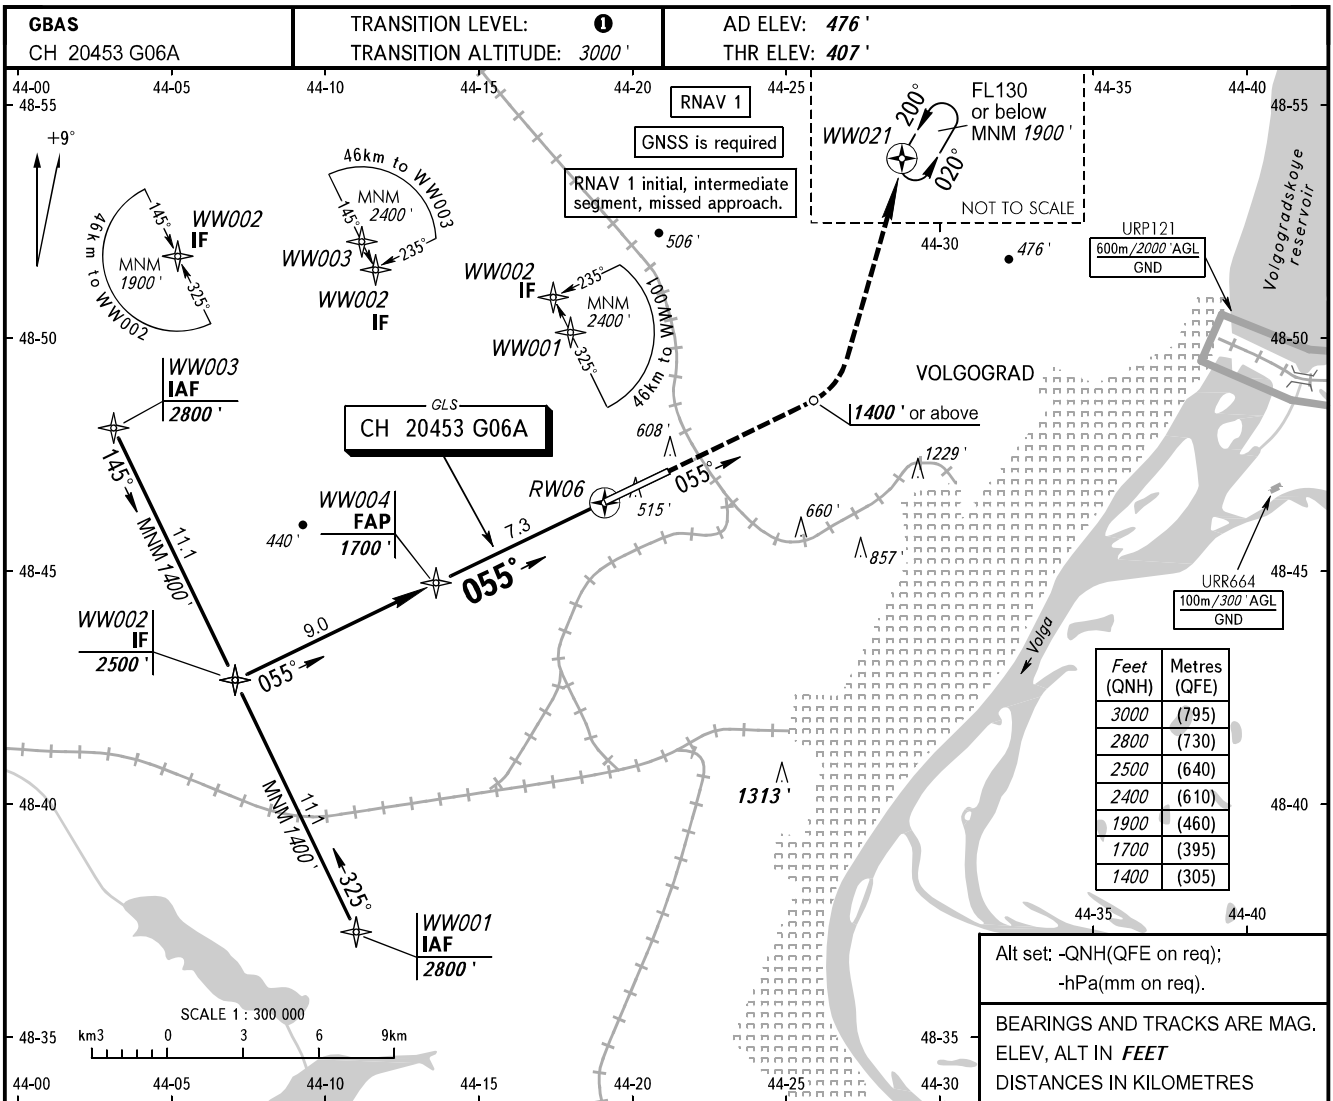 GBAS
CH 20453 G06A
TRANSITION LEVEL: 1
TRANSITION ALTITUDE: 3000 '
AD ELEV: 476 '
THR ELEV: 407 '
44-00 44-05 44-10 44-15 44-20 44-25 44-35 44-40
48-55 48-55
+9°
RNAV 1
GNSS is required
RNAV 1 initial, intermediate
segment, missed approach.
WW021
200°
020°
FL130
or below
MNM 1900 '
NOT TO SCALE
44-30
Volgogradskoye
reservoir
145°
WW002
IF
MNM
1900 '
325°
46km to WW002
46km to WW003
MNM
2400'
145°
235°
WW003
WW002
IF
WW002
IF
235°
MNM
2400'
WW001
325°
46km to WW001
506 '
476 '
URP121
600m/2000 'AGL
GND
48-50 48-50
WW003
IAF
2800 '
GLS
CH 20453 G06A
VOLGOGRAD
1400 ' or above
608 '
1229 '
145°
11.1
MNM 1400'
440 '
WW004
FAP
1700 '
RW06
7.3
515 '
055°
660 '
857 '
055°
48-45 48-45
URR664
100m/300 'AGL
GND
WW002
IF
2500 '
9.0
055°
Volga
Feet
(QNH)
Metres
(QFE)
3000 (795)
2800 (730)
2500 (640)
2400 (610)
1900 (460)
1700 (395)
1400 (305)
1313 '
48-40 48-40
11.1
MNM 1400'
325°
WW001
IAF
2800 '
44-35 44-40
Alt set: -QNH(QFE on req);
-hPa(mm on req).
SCALE 1 : 300 000
km3 0 3 6 9km
48-35 48-35
BEARINGS AND TRACKS ARE MAG.
ELEV, ALT IN FEET
DISTANCES IN KILOMETRES
44-00 44-05 44-10 44-15 44-20 44-25 44-30